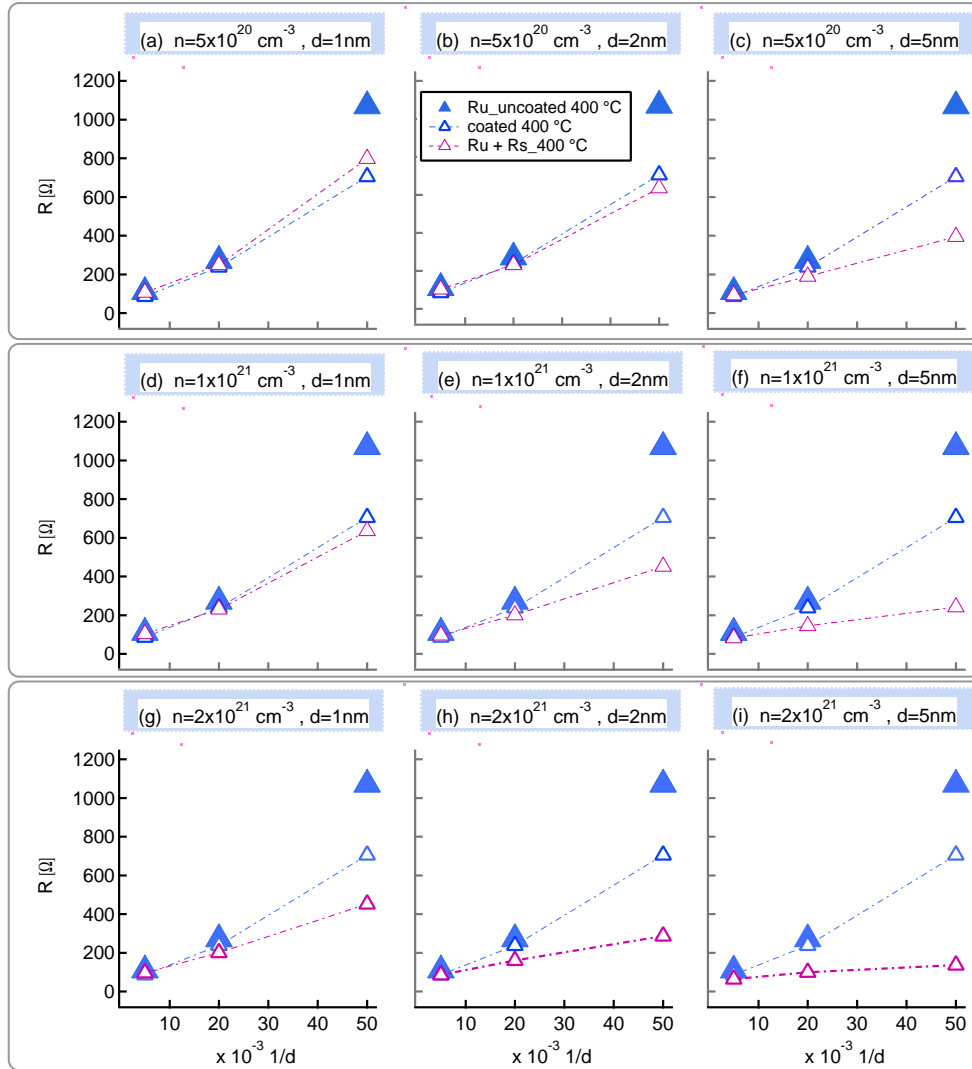 (a) n=5x10^20 cm^-3 , d=1nm
(b) n=5x10^20 cm^-3 , d=2nm
(c) n=5x10^20 cm^-3 , d=5nm
1200
1000
800
600
400
200
0
R [Ω]
Ru_uncoated 400 °C
coated 400 °C
Ru + Rs_400 °C
(d) n=1x10^21 cm^-3 , d=1nm
(e) n=1x10^21 cm^-3 , d=2nm
(f) n=1x10^21 cm^-3 , d=5nm
1200
1000
800
600
400
200
0
R [Ω]
(g) n=2x10^21 cm^-3 , d=1nm
(h) n=2x10^21 cm^-3 , d=2nm
(i) n=2x10^21 cm^-3 , d=5nm
1200
1000
800
600
400
200
0
R [Ω]
10 20 30 40 50
10 20 30 40 50
10 20 30 40 50
x 10^-3 1/d
x 10^-3 1/d
x 10^-3 1/d